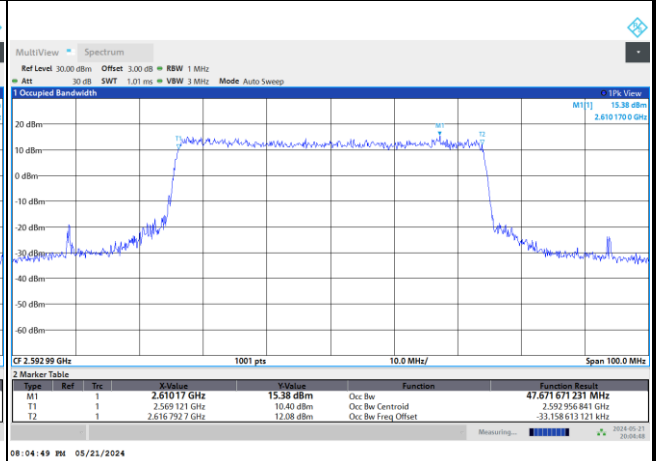 MultiView Spectrum
Ref Level 30.00 dBm Offset 3.00 dB RBW 1 MHz
Att 30 dB SWT 1.01 ms VBW 3 MHz Mode Auto Sweep
1 Occupied Bandwidth 1Pk View
M1[1] 15.38 dBm
2.610 170 0 GHz
M1
T1
T2
20 dBm
10 dBm
0 dBm
-10 dBm
-20 dBm
-30 dBm
-40 dBm
-50 dBm
-60 dBm
CF 2.592 99 GHz 1001 pts 10.0 MHz/ Span 100.0 MHz
2 Marker Table
Type Ref Trc X-Value Y-Value Function Function Result
M1 1 2.610 17 GHz 15.38 dBm Occ Bw 47.671 671 231 MHz
T1 1 2.569 121 GHz 10.40 dBm Occ Bw Centroid 2.592 956 841 GHz
T2 1 2.616 792 7 GHz 12.08 dBm Occ Bw Freq Offset -33.158 613 121 kHz
Measuring... 2024-05-21
20:04:48
08:04:49 PM 05/21/2024